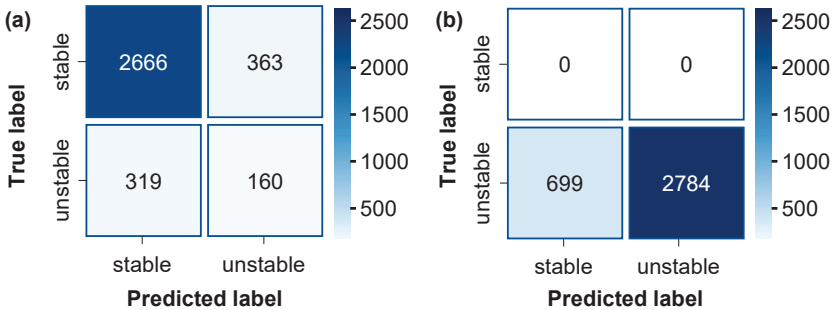 (a)
True label
stable
unstable
2666
363
319
160
stable
unstable
Predicted label
2500
2000
1500
1000
500
(b)
True label
stable
unstable
0
0
699
2784
stable
unstable
Predicted label
2500
2000
1500
1000
500